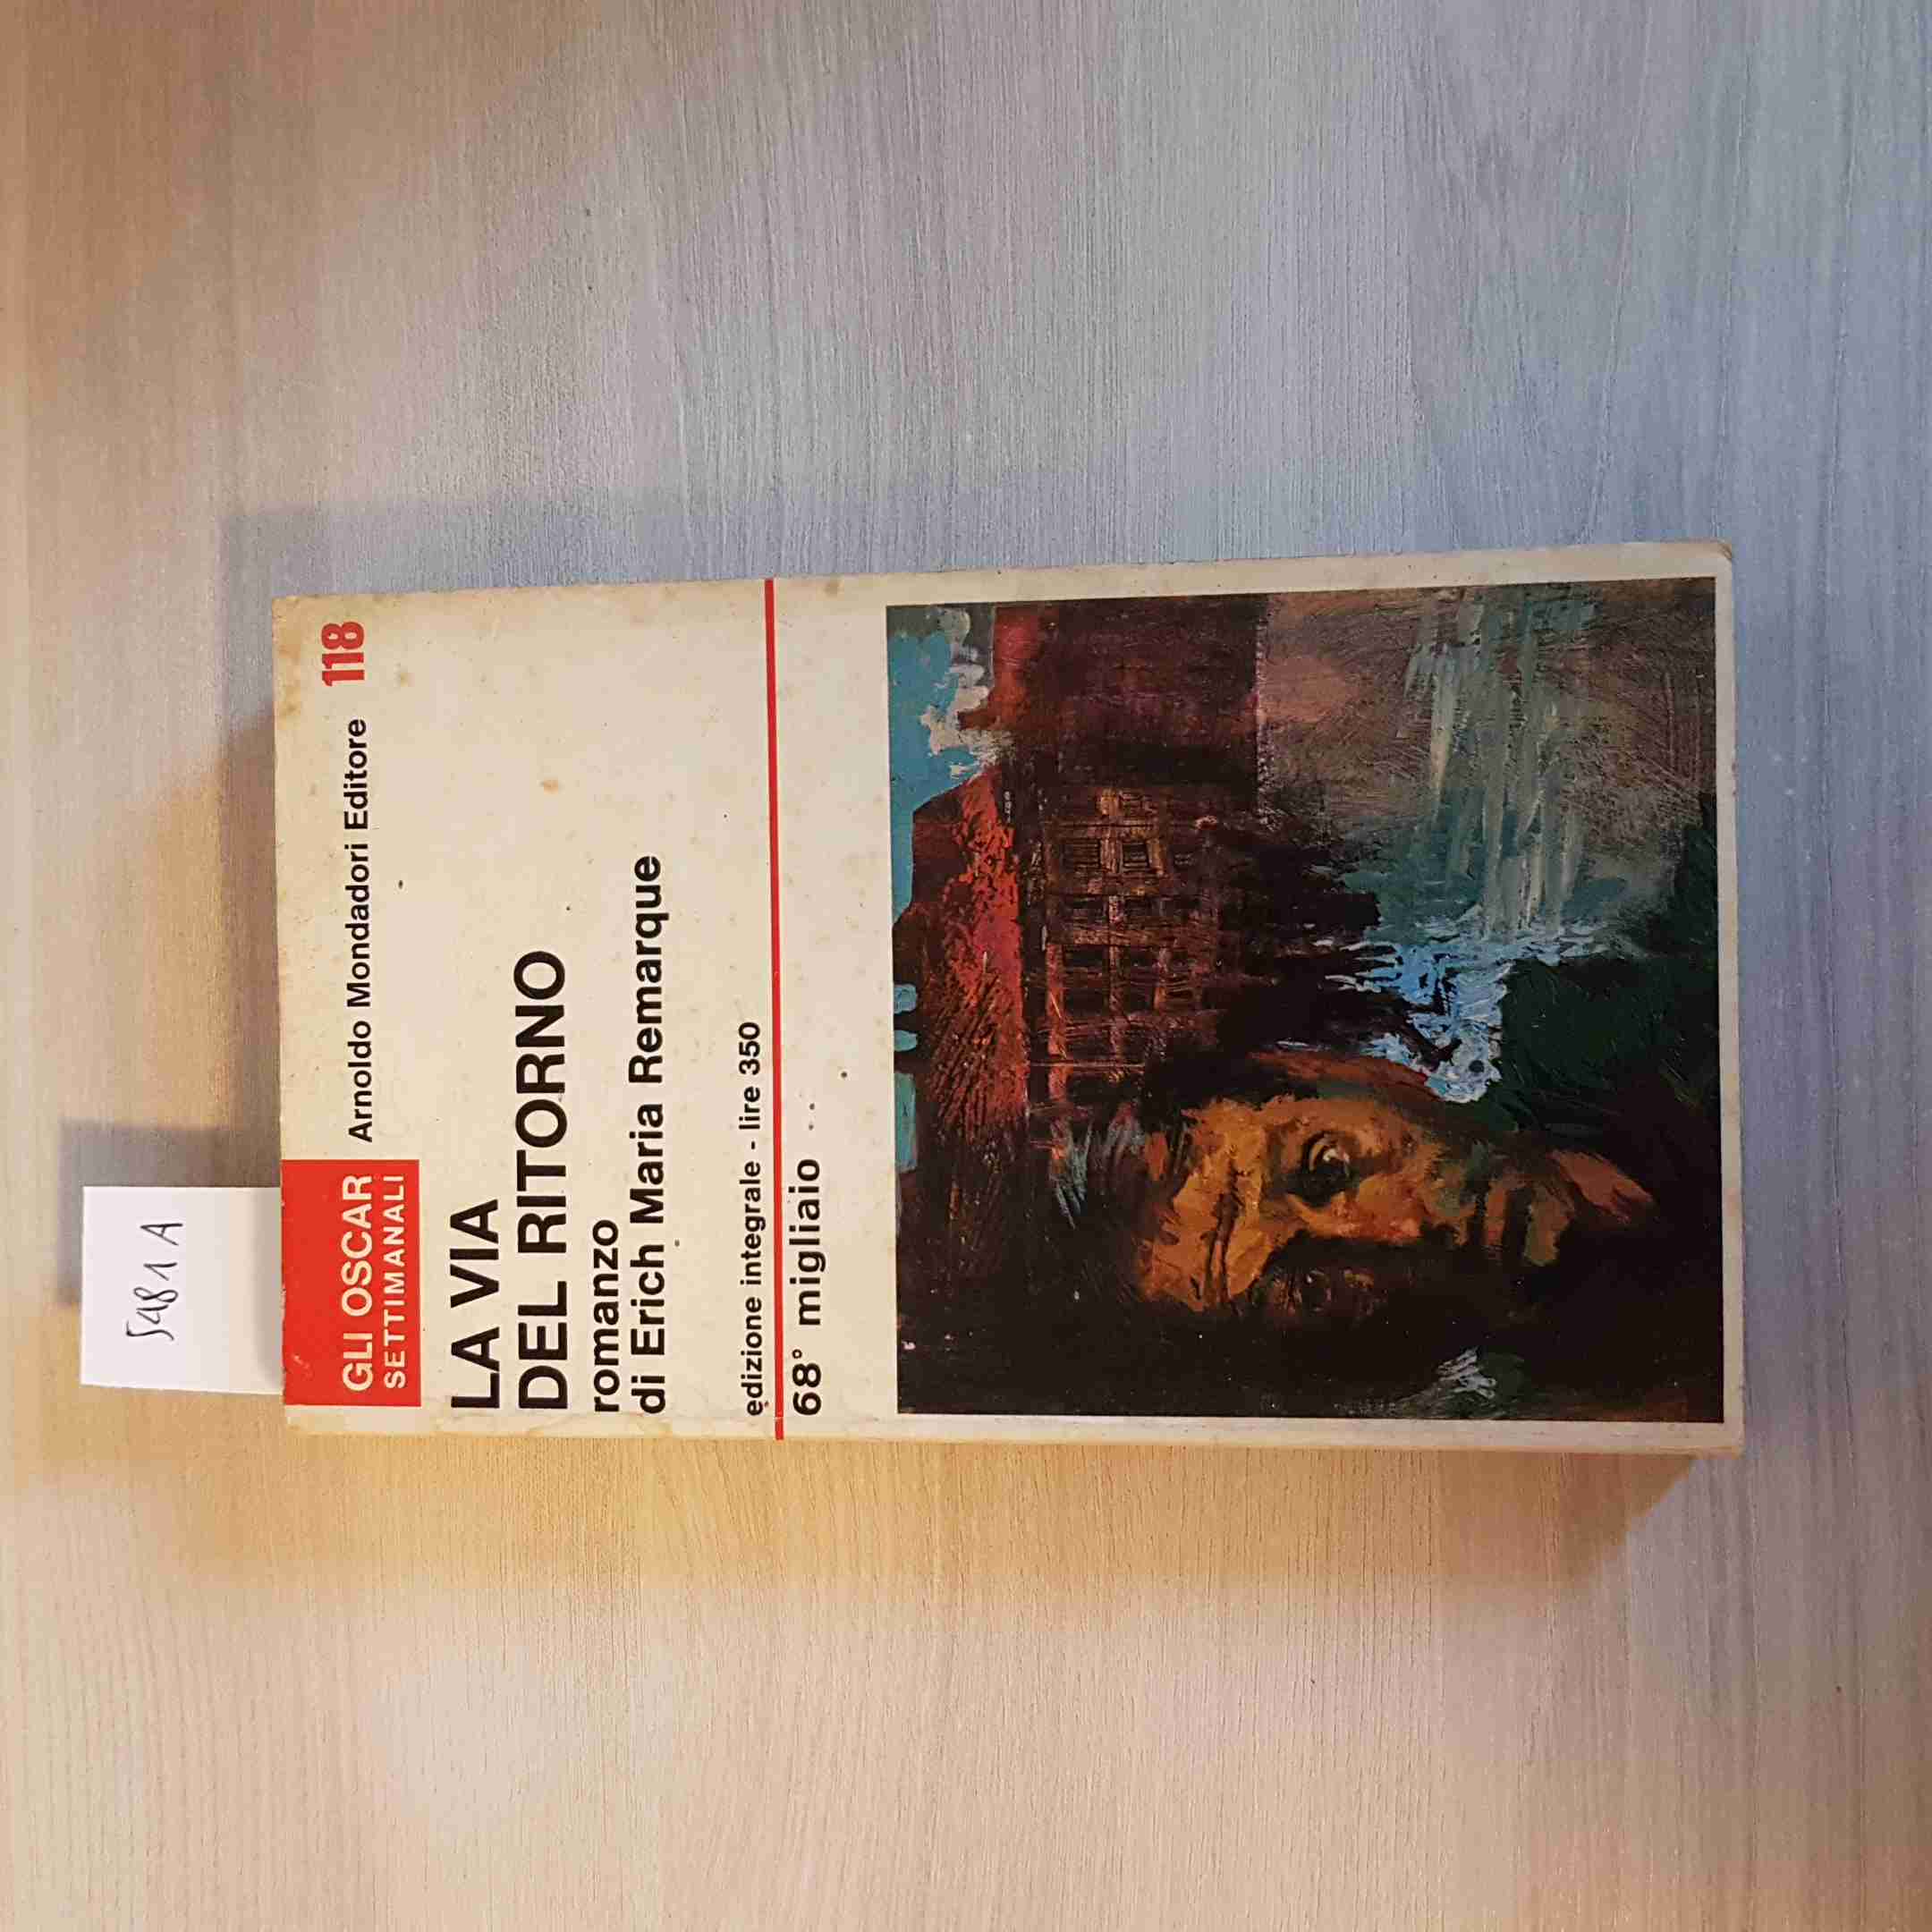 5481 A
GLI OSCAR
SETTIMANALI
Arnoldo Mondadori Editore 118
LA VIA
DEL RITORNO
romanzo
di Erich Maria Remarque
edizione integrale - lire 350
68° migliaio